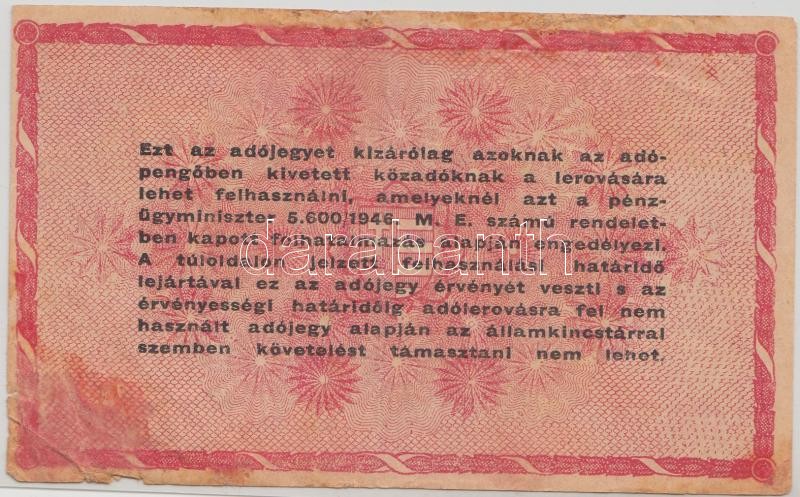 Ezt az adójegyet kizárólag azoknak az adó-
pengőben kivetett közadóknak a lerovására
lehet felhasználni, amelyeknél azt a pénz-
ügyminiszter 5.600/1946. M. E. számú rendelet-
ben kapott felhatalmazás alapján engedélyezi.
A túloldalon jelzett felhasználási határidő
lejártával ez az adójegy érvényét veszti s az
érvényességi határidőig adólerovásra fel nem
használt adójegy alapján az államkincstárral
szemben követelést támasztani nem lehet.
darabanth